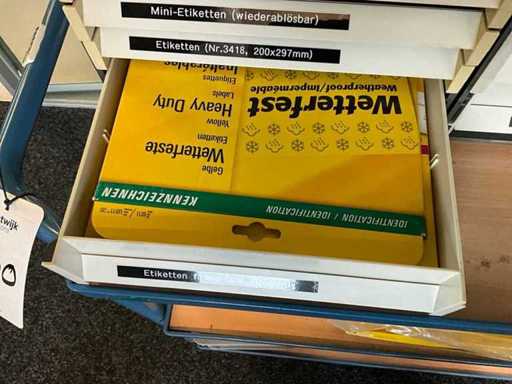 Mini-Etiketten (wiederablösbar)
Etiketten (Nr.3418, 200x297mm)
Wetterfest
Weatherproof/Imperméable
Gelbe
Wetterfeste
Etiketten
Yellow
Heavy Duty
Labels
Etiquettes
Inaltérables
KENNZEICHNEN
IDENTIFICATION / IDENTIFICATION
Etiketten